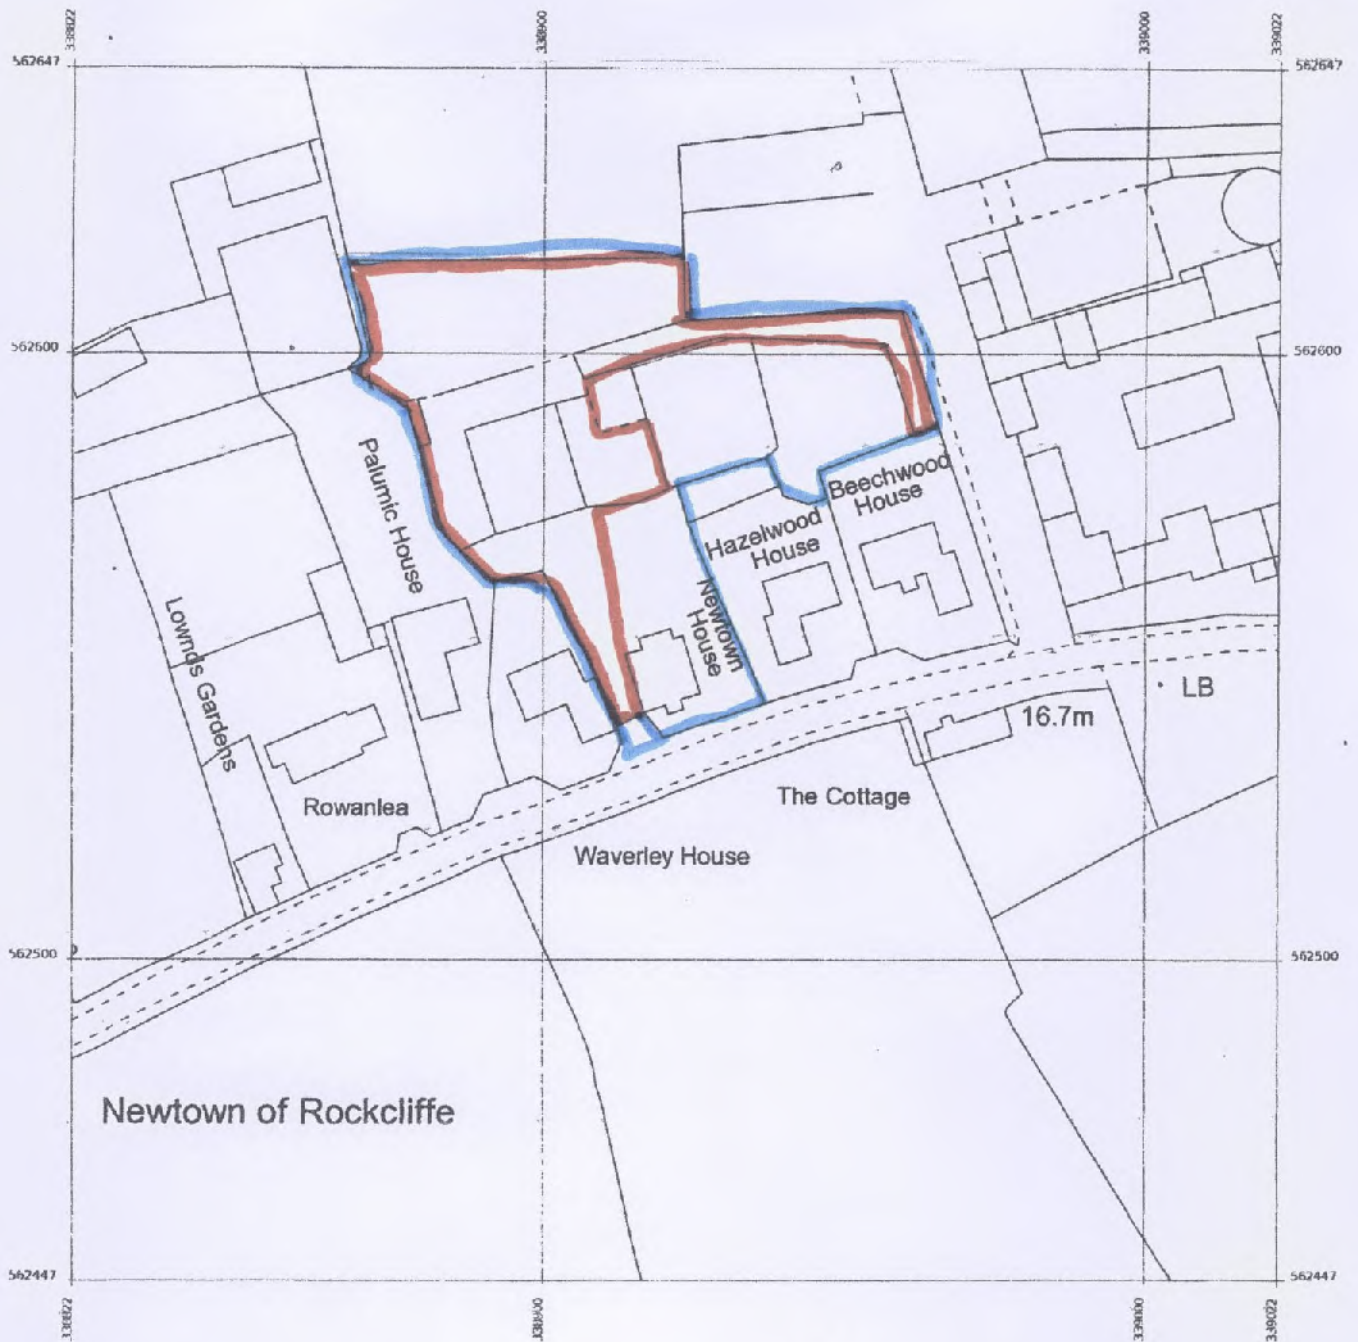 338822
338900
339000
339022
562647
562647
562600
562600
Palumic House
Beechwood
House
Hazelwood
House
Newtown
House
Lownds Gardens
LB
16.7m
The Cottage
Rowanlea
Waverley House
562500
562500
Newtown of Rockcliffe
562447
562447
338822
338900
339000
339022